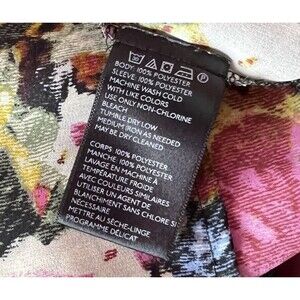 BODY: 100% POLYESTER
SLEEVE: 100% POLYESTER
MACHINE WASH COLD
WITH LIKE COLORS
USE ONLY NON-CHLORINE
BLEACH
TUMBLE DRY LOW
MEDIUM IRON AS NEEDED
MAY BE DRY CLEANED
CORPS: 100% POLYESTER
MANCHE: 100% POLYESTER
LAVAGE EN MACHINE À
TEMPÉRATURE FROIDE
AVEC COULEURS SIMILAIRES
UTILISER UN AGENT DE
BLANCHIMENT SANS CHLORE SI
NÉCESSAIRE
METTRE AU SÈCHE-LINGE
PROGRAMME DÉLICAT